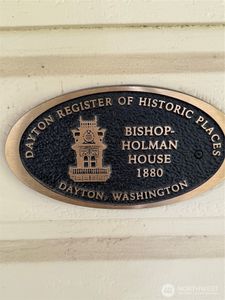 DAYTON REGISTER OF HISTORIC PLACES
BISHOP-
HOLMAN
HOUSE
1880
DAYTON, WASHINGTON
NORTHWEST